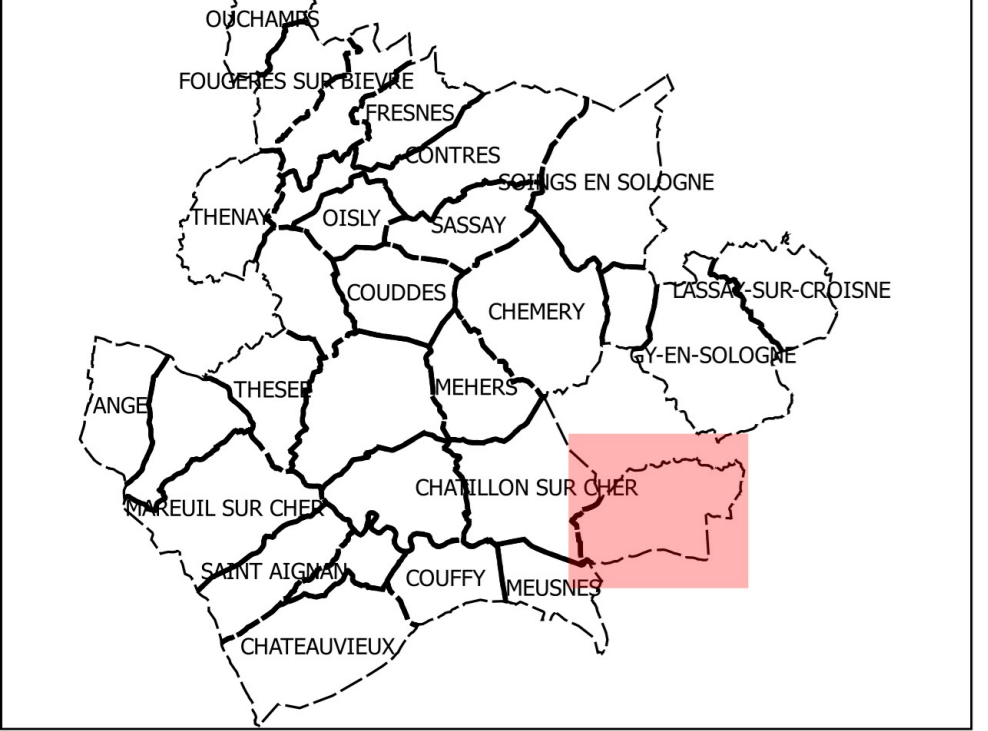 OUCHAMPS
FOUGERES SUR BIEVRE
FRESNES
CONTRES
SOINGS EN SOLOGNE
THENAY
OISLY
SASSAY
LASSAY-SUR-CROISNE
COUDDES
CHEMERY
GY-EN-SOLOGNE
THESEE
MEHERS
ANGE
CHATILLON SUR CHER
MAREUIL SUR CHER
SAINT AIGNAN
COUFFY
MEUSNES
CHATEAUVIEUX